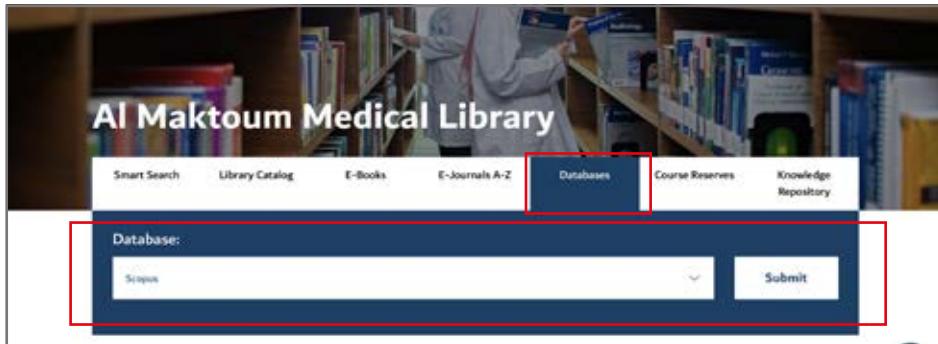 Al Maktoum Medical Library
Smart Search Library Catalog E-Books E-Journals A-Z Databases Course Reserves Knowledge
Repository
Database:
Scopus Submit